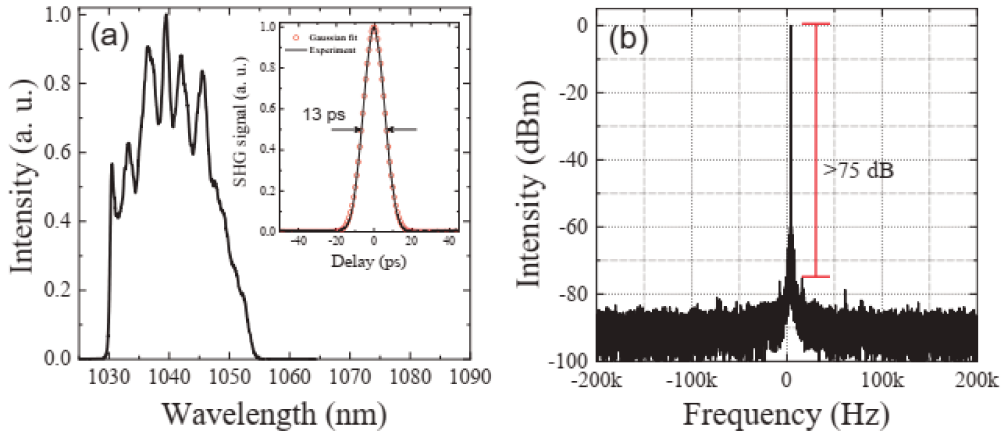 (a)
Intensity (a. u.)
1.0
0.8
0.6
0.4
0.2
0.0
1030 1040 1050 1060 1070 1080 1090
Wavelength (nm)
Gaussian fit
Experiment
13 ps
SHG signal (a. u.)
1.0
0.8
0.6
0.4
0.2
0.0
-40 -20 0 20 40
Delay (ps)
(b)
Intensity (dBm)
0
-20
-40
-60
-80
-100
>75 dB
-200k -100k 0 100k 200k
Frequency (Hz)